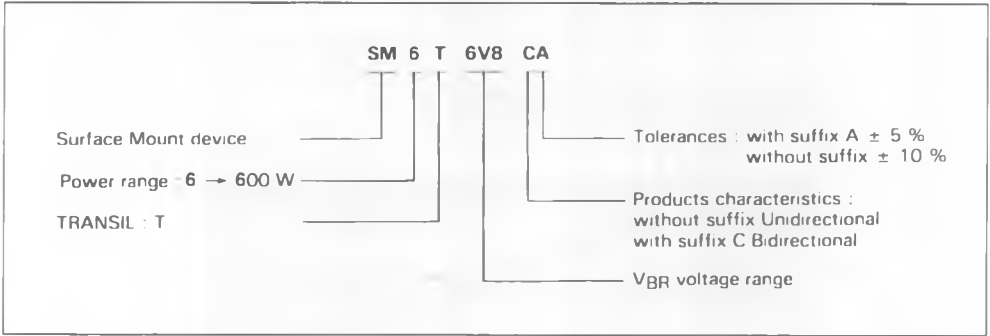 SM 6 T 6V8 CA
Surface Mount device
Power range 6 → 600 W
TRANSIL : T
Tolerances : with suffix A ± 5 %
without suffix ± 10 %
Products characteristics :
without suffix Unidirectional
with suffix C Bidirectional
VBR voltage range